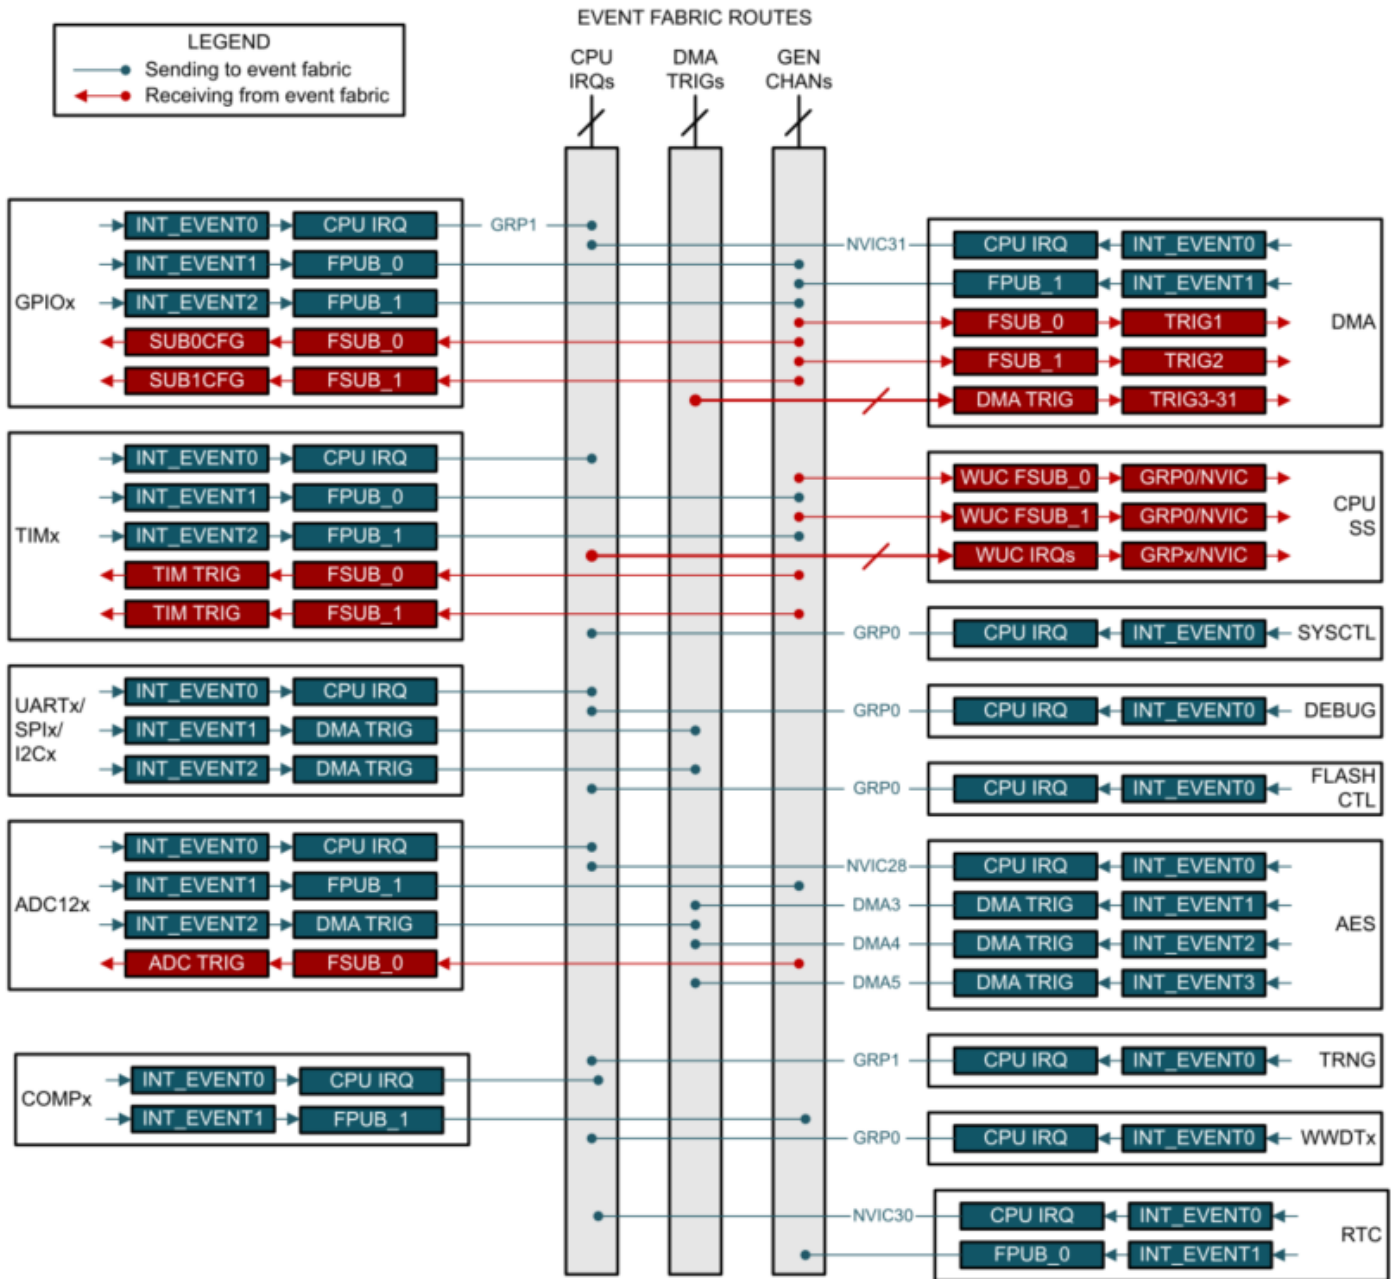 EVENT FABRIC ROUTES
LEGEND
Sending to event fabric
Receiving from event fabric
CPU IRQs
DMA TRIGs
GEN CHANs
GPIOx
INT_EVENT0 CPU IRQ GRP1
INT_EVENT1 FPUB_0
INT_EVENT2 FPUB_1
SUB0CFG FSUB_0
SUB1CFG FSUB_1
TIMx
INT_EVENT0 CPU IRQ
INT_EVENT1 FPUB_0
INT_EVENT2 FPUB_1
TIM TRIG FSUB_0
TIM TRIG FSUB_1
UARTx/
SPIx/
I2Cx
INT_EVENT0 CPU IRQ
INT_EVENT1 DMA TRIG
INT_EVENT2 DMA TRIG
ADC12x
INT_EVENT0 CPU IRQ
INT_EVENT1 FPUB_1
INT_EVENT2 DMA TRIG
ADC TRIG FSUB_0
COMPx
INT_EVENT0 CPU IRQ
INT_EVENT1 FPUB_1
NVIC31 CPU IRQ INT_EVENT0
FPUB_1 INT_EVENT1
FSUB_0 TRIG1
FSUB_1 TRIG2
DMA TRIG TRIG3-31
DMA
WUC FSUB_0 GRP0/NVIC
WUC FSUB_1 GRP0/NVIC
WUC IRQs GRPx/NVIC
CPU
SS
GRP0 CPU IRQ INT_EVENT0 SYSCTL
GRP0 CPU IRQ INT_EVENT0 DEBUG
GRP0 CPU IRQ INT_EVENT0 FLASH
CTL
NVIC28 CPU IRQ INT_EVENT0
DMA3 DMA TRIG INT_EVENT1
DMA4 DMA TRIG INT_EVENT2
DMA5 DMA TRIG INT_EVENT3
AES
GRP1 CPU IRQ INT_EVENT0 TRNG
GRP0 CPU IRQ INT_EVENT0 WWDTx
NVIC30 CPU IRQ INT_EVENT0
FPUB_0 INT_EVENT1
RTC